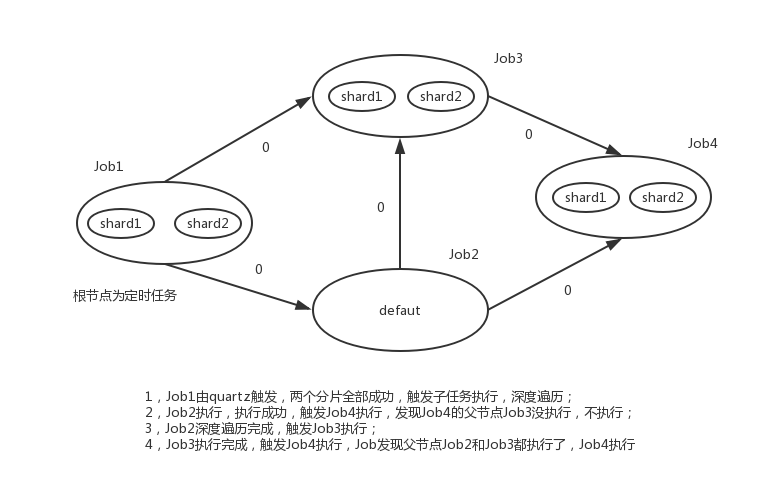 Job3
shard1
shard2
0
0
Job1
Job4
shard1
shard2
shard1
shard2
0
Job2
0
0
根节点为定时任务
defaut
1，Job1由quartz触发，两个分片全部成功，触发子任务执行，深度遍历；
2，Job2执行，执行成功，触发Job4执行，发现Job4的父节点Job3没执行，不执行；
3，Job2深度遍历完成，触发Job3执行；
4，Job3执行完成，触发Job4执行，Job发现父节点Job2和Job3都执行了，Job4执行